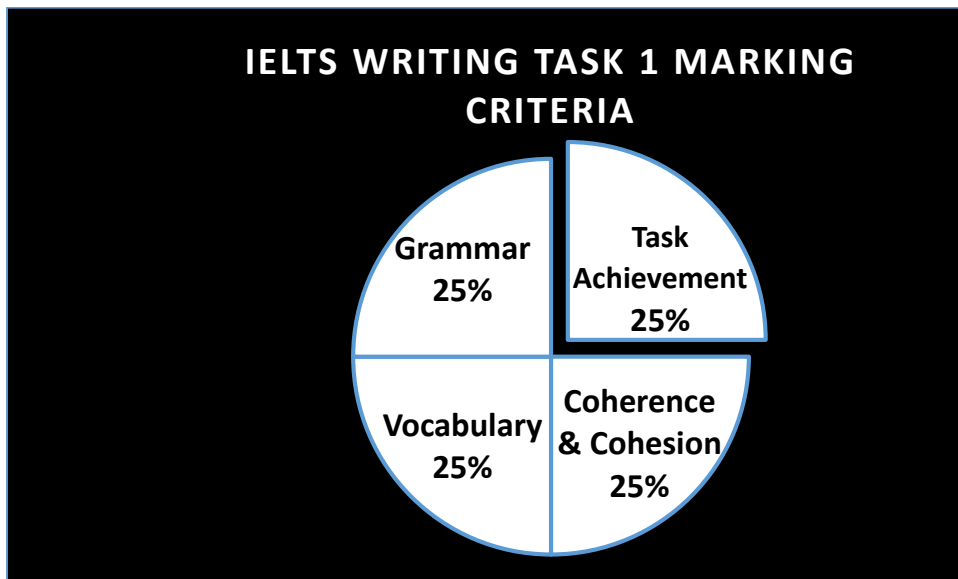 IELTS WRITING TASK 1 MARKING
CRITERIA
Grammar
25%
Task
Achievement
25%
Vocabulary
25%
Coherence
& Cohesion
25%